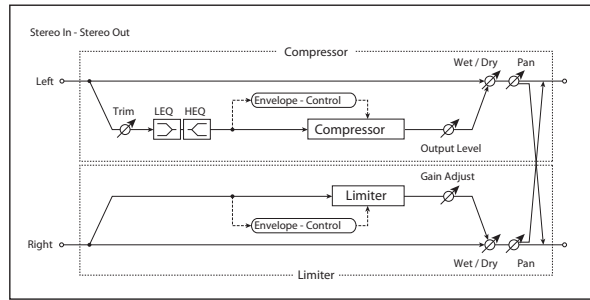 Stereo In - Stereo Out
Compressor
Wet / Dry
Pan
Left
Trim
LEQ
HEQ
Envelope - Control
Compressor
Output Level
Gain Adjust
Limiter
Envelope - Control
Right
Wet / Dry
Pan
Limiter